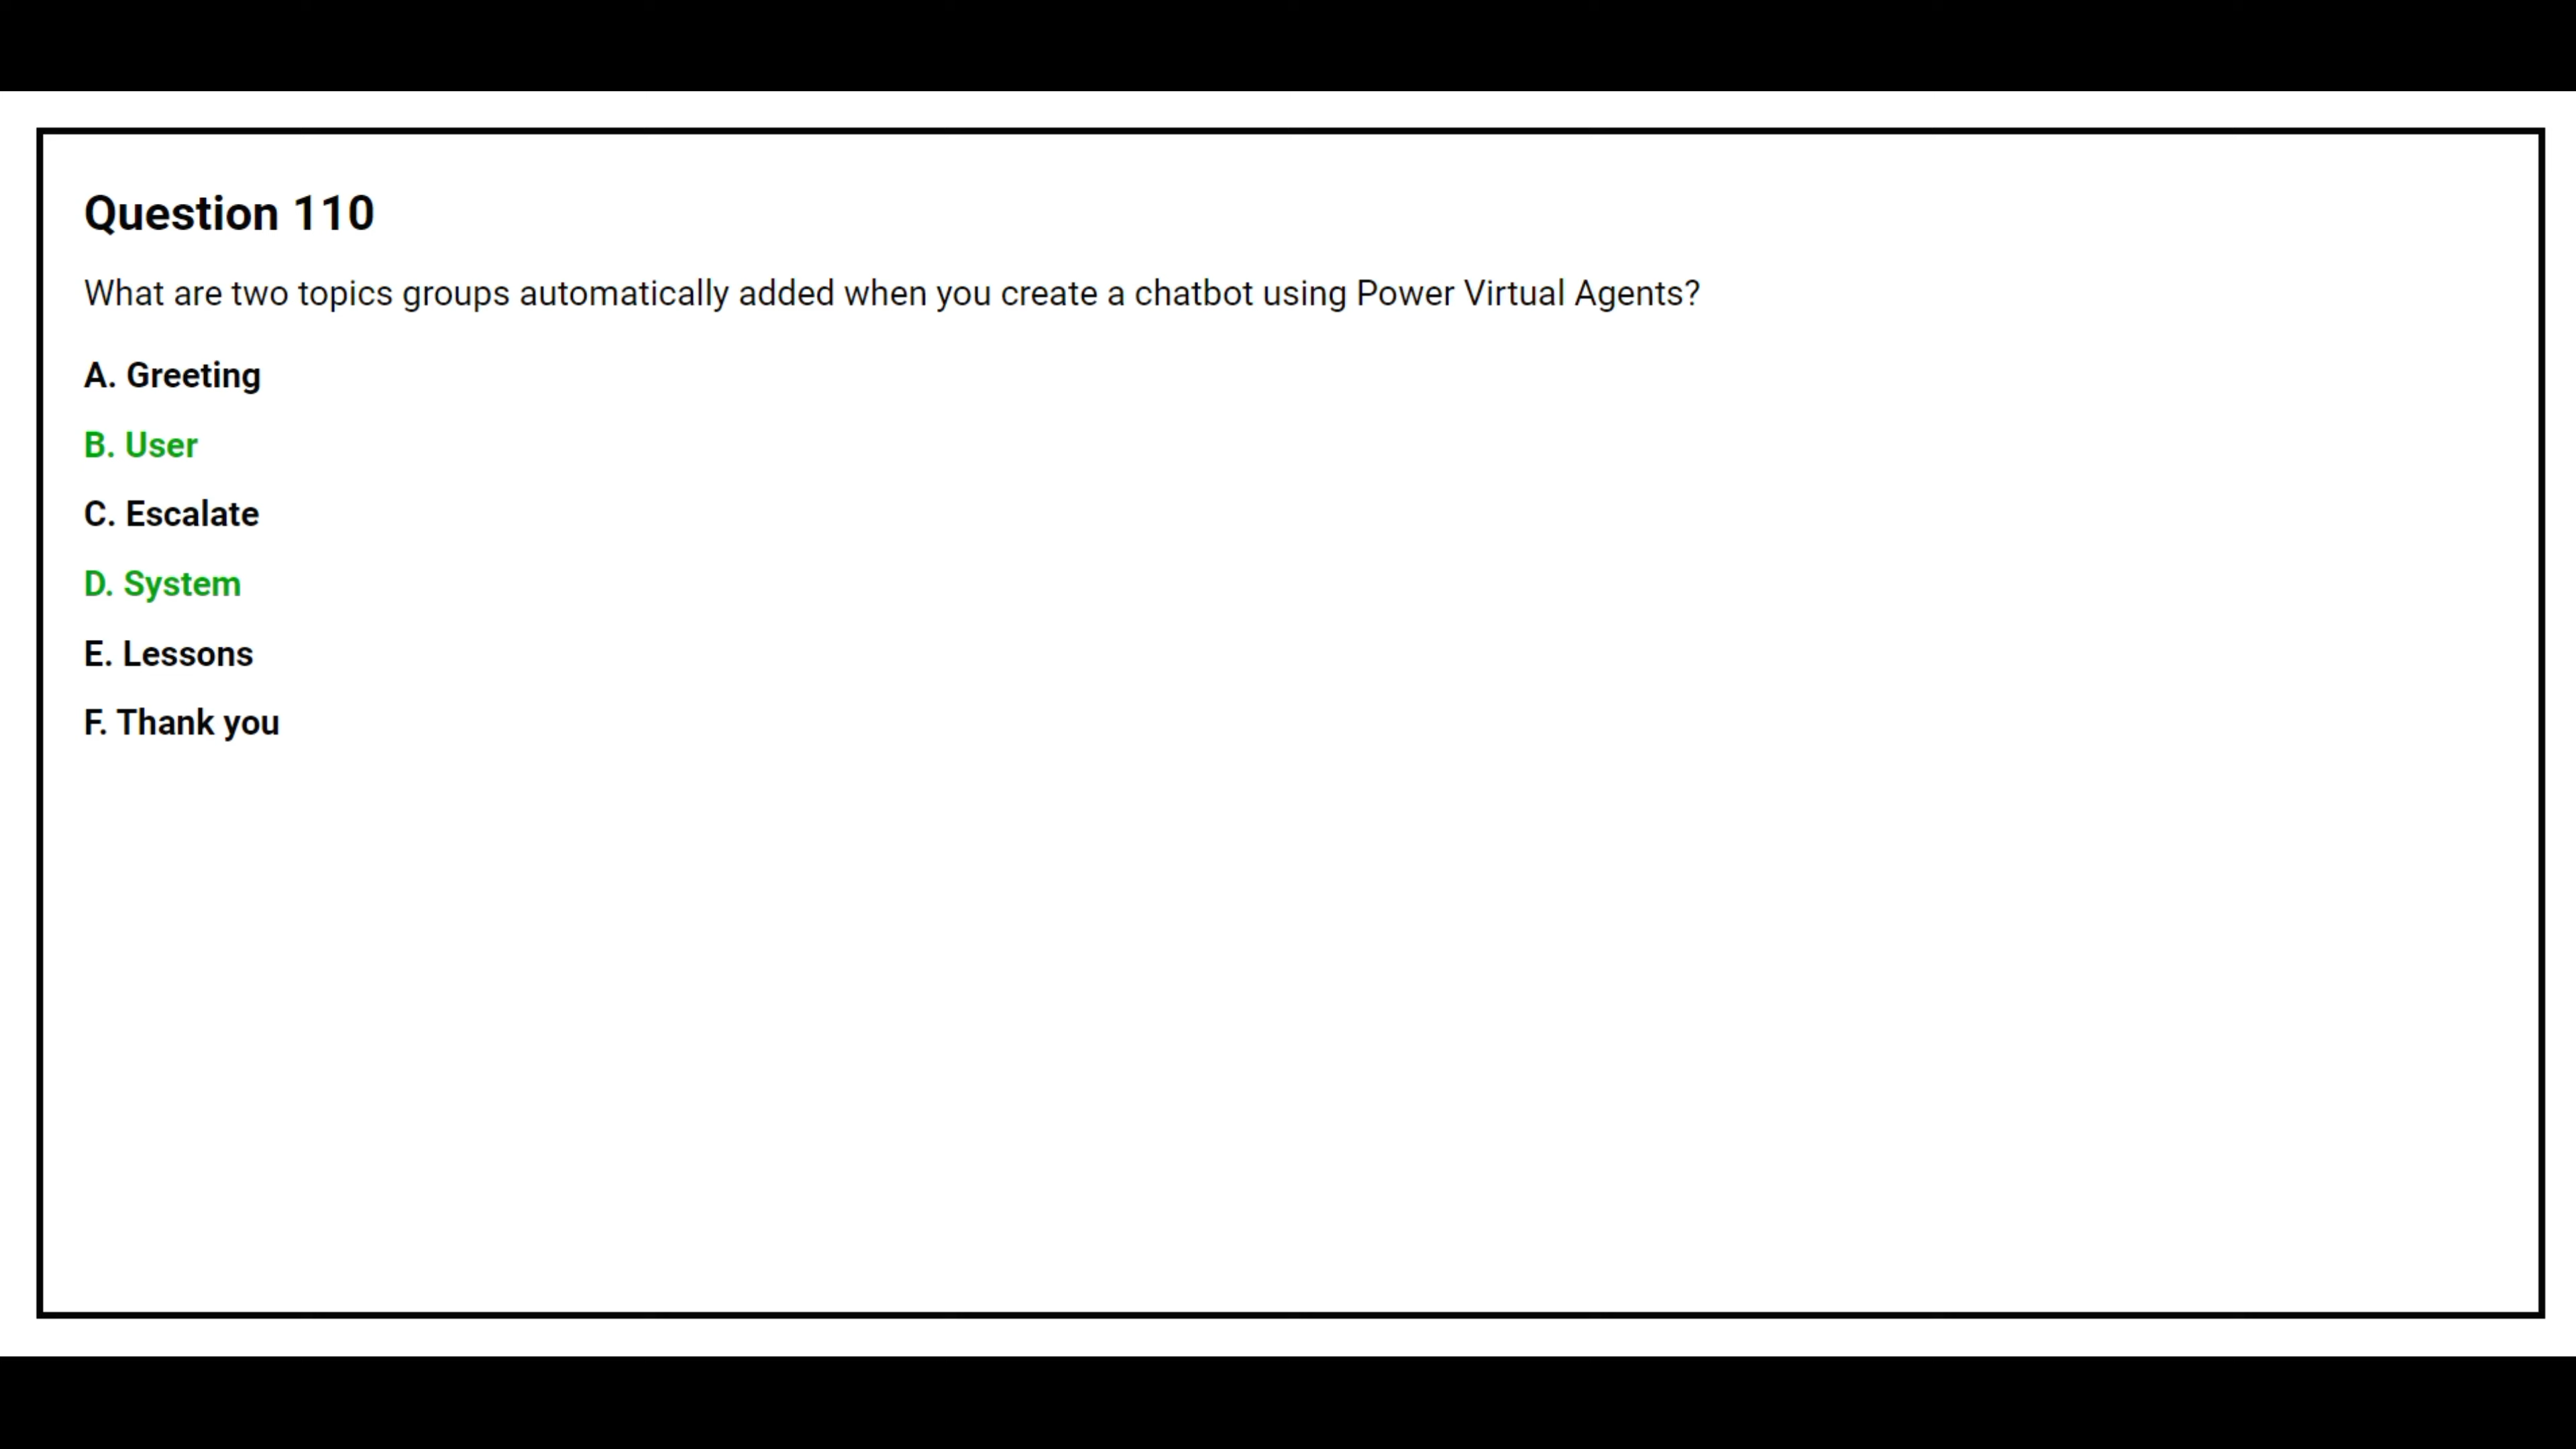 Question 110
What are two topics groups automatically added when you create a chatbot using Power Virtual Agents?
A. Greeting
B. User
C. Escalate
D. System
E. Lessons
F. Thank you